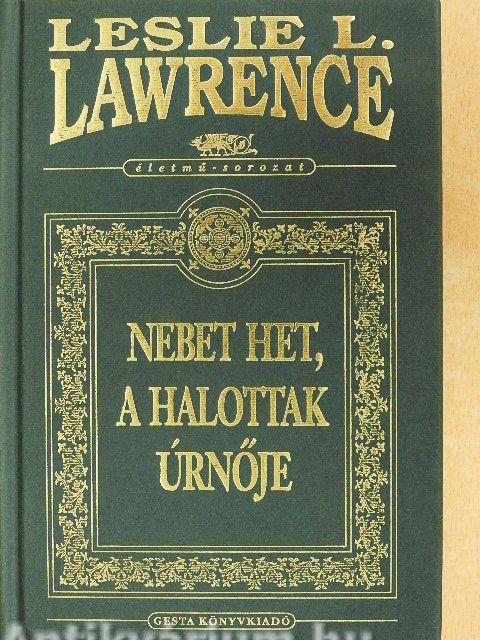 LESLIE L.
LAWRENCE
életmű-sorozat
NEBET HET,
A HALOTTAK
ÚRNŐJE
GESTA KÖNYVKIADÓ